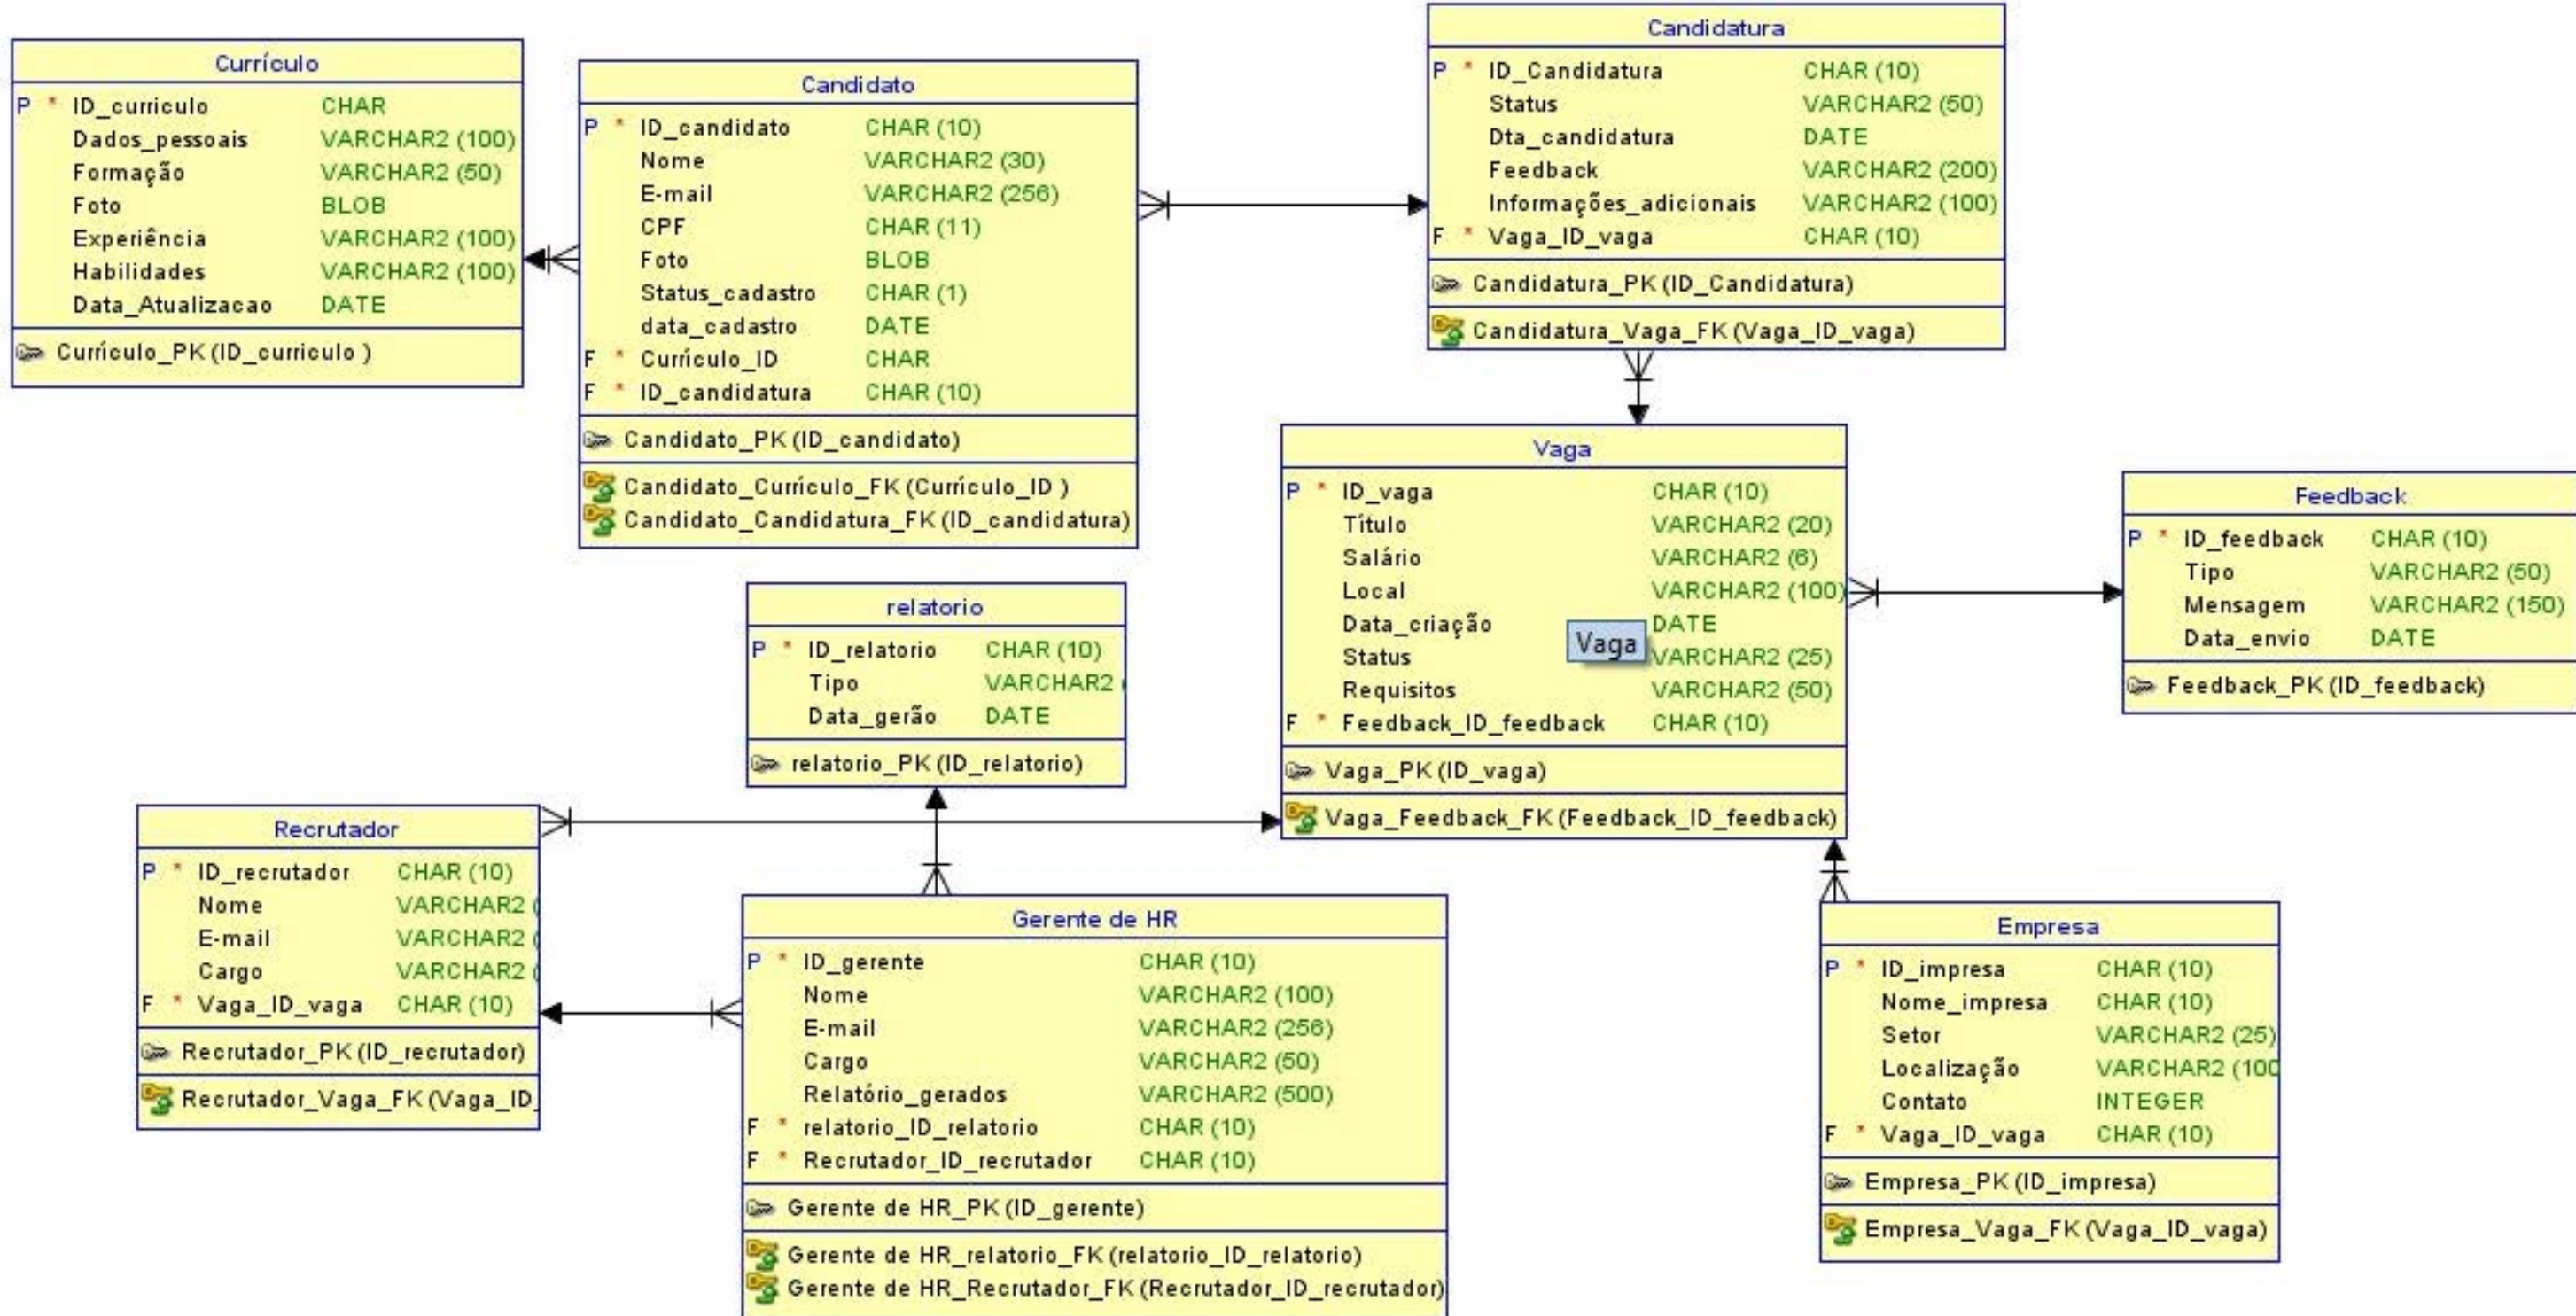 Currículo
P * ID_curriculo CHAR
Dados_pessoais VARCHAR2 (100)
Formação VARCHAR2 (50)
Foto BLOB
Experiência VARCHAR2 (100)
Habilidades VARCHAR2 (100)
Data_Atualizacao DATE
Currículo_PK (ID_curriculo )
Candidato
P * ID_candidato CHAR (10)
Nome VARCHAR2 (30)
E-mail VARCHAR2 (256)
CPF CHAR (11)
Foto BLOB
Status_cadastro CHAR (1)
data_cadastro DATE
F * Currículo_ID CHAR
F * ID_candidatura CHAR (10)
Candidato_PK (ID_candidato)
Candidato_Currículo_FK (Currículo_ID )
Candidato_Candidatura_FK (ID_candidatura)
Candidatura
P * ID_Candidatura CHAR (10)
Status VARCHAR2 (50)
Dta_candidatura DATE
Feedback VARCHAR2 (200)
Informações_adicionais VARCHAR2 (100)
F * Vaga_ID_vaga CHAR (10)
Candidatura_PK (ID_Candidatura)
Candidatura_Vaga_FK (Vaga_ID_vaga)
Vaga
P * ID_vaga CHAR (10)
Título VARCHAR2 (20)
Salário VARCHAR2 (6)
Local VARCHAR2 (100)
Data_criação DATE
Vaga
Status VARCHAR2 (25)
Requisitos VARCHAR2 (50)
F * Feedback_ID_feedback CHAR (10)
Vaga_PK (ID_vaga)
Vaga_Feedback_FK (Feedback_ID_feedback)
Feedback
P * ID_feedback CHAR (10)
Tipo VARCHAR2 (50)
Mensagem VARCHAR2 (150)
Data_envio DATE
Feedback_PK (ID_feedback)
relatorio
P * ID_relatorio CHAR (10)
Tipo VARCHAR2
Data_gerão DATE
relatorio_PK (ID_relatorio)
Recrutador
P * ID_recrutador CHAR (10)
Nome VARCHAR2 (
E-mail VARCHAR2 (
Cargo VARCHAR2 (
F * Vaga_ID_vaga CHAR (10)
Recrutador_PK (ID_recrutador)
Recrutador_Vaga_FK (Vaga_ID_
Gerente de HR
P * ID_gerente CHAR (10)
Nome VARCHAR2 (100)
E-mail VARCHAR2 (256)
Cargo VARCHAR2 (50)
Relatório_gerados VARCHAR2 (500)
F * relatorio_ID_relatorio CHAR (10)
F * Recrutador_ID_recrutador CHAR (10)
Gerente de HR_PK (ID_gerente)
Gerente de HR_relatorio_FK (relatorio_ID_relatorio)
Gerente de HR_Recrutador_FK (Recrutador_ID_recrutador)
Empresa
P * ID_impresa CHAR (10)
Nome_impresa CHAR (10)
Setor VARCHAR2 (25)
Localização VARCHAR2 (100
Contato INTEGER
F * Vaga_ID_vaga CHAR (10)
Empresa_PK (ID_impresa)
Empresa_Vaga_FK (Vaga_ID_vaga)